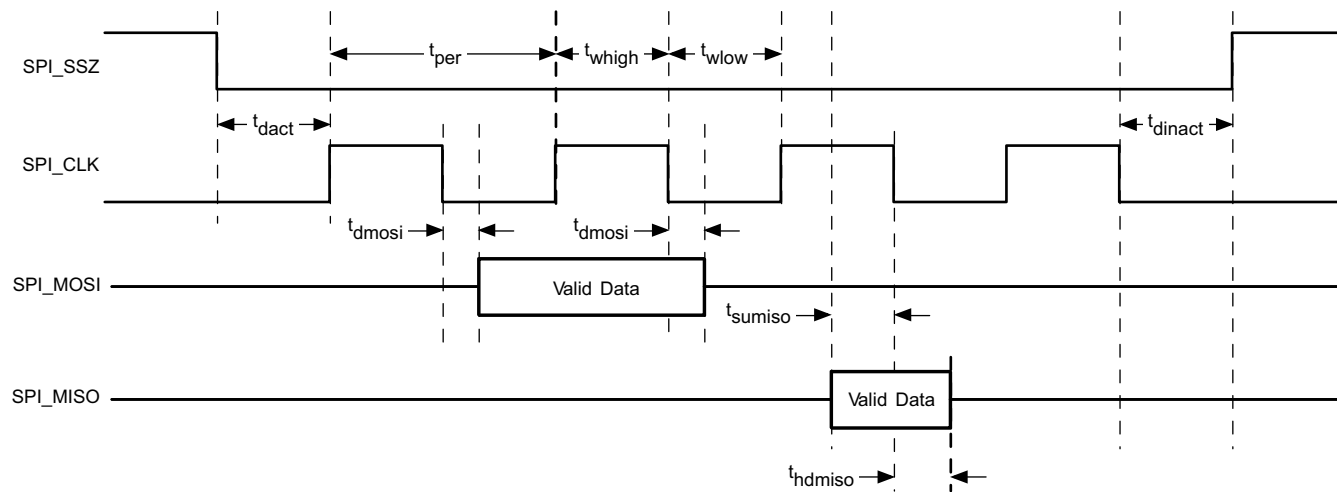 t_per
t_whigh
t_wlow
SPI_SSZ
t_dact
t_dinact
SPI_CLK
t_dmosi
t_dmosi
SPI_MOSI
Valid Data
t_sumiso
SPI_MISO
Valid Data
t_hdmiso